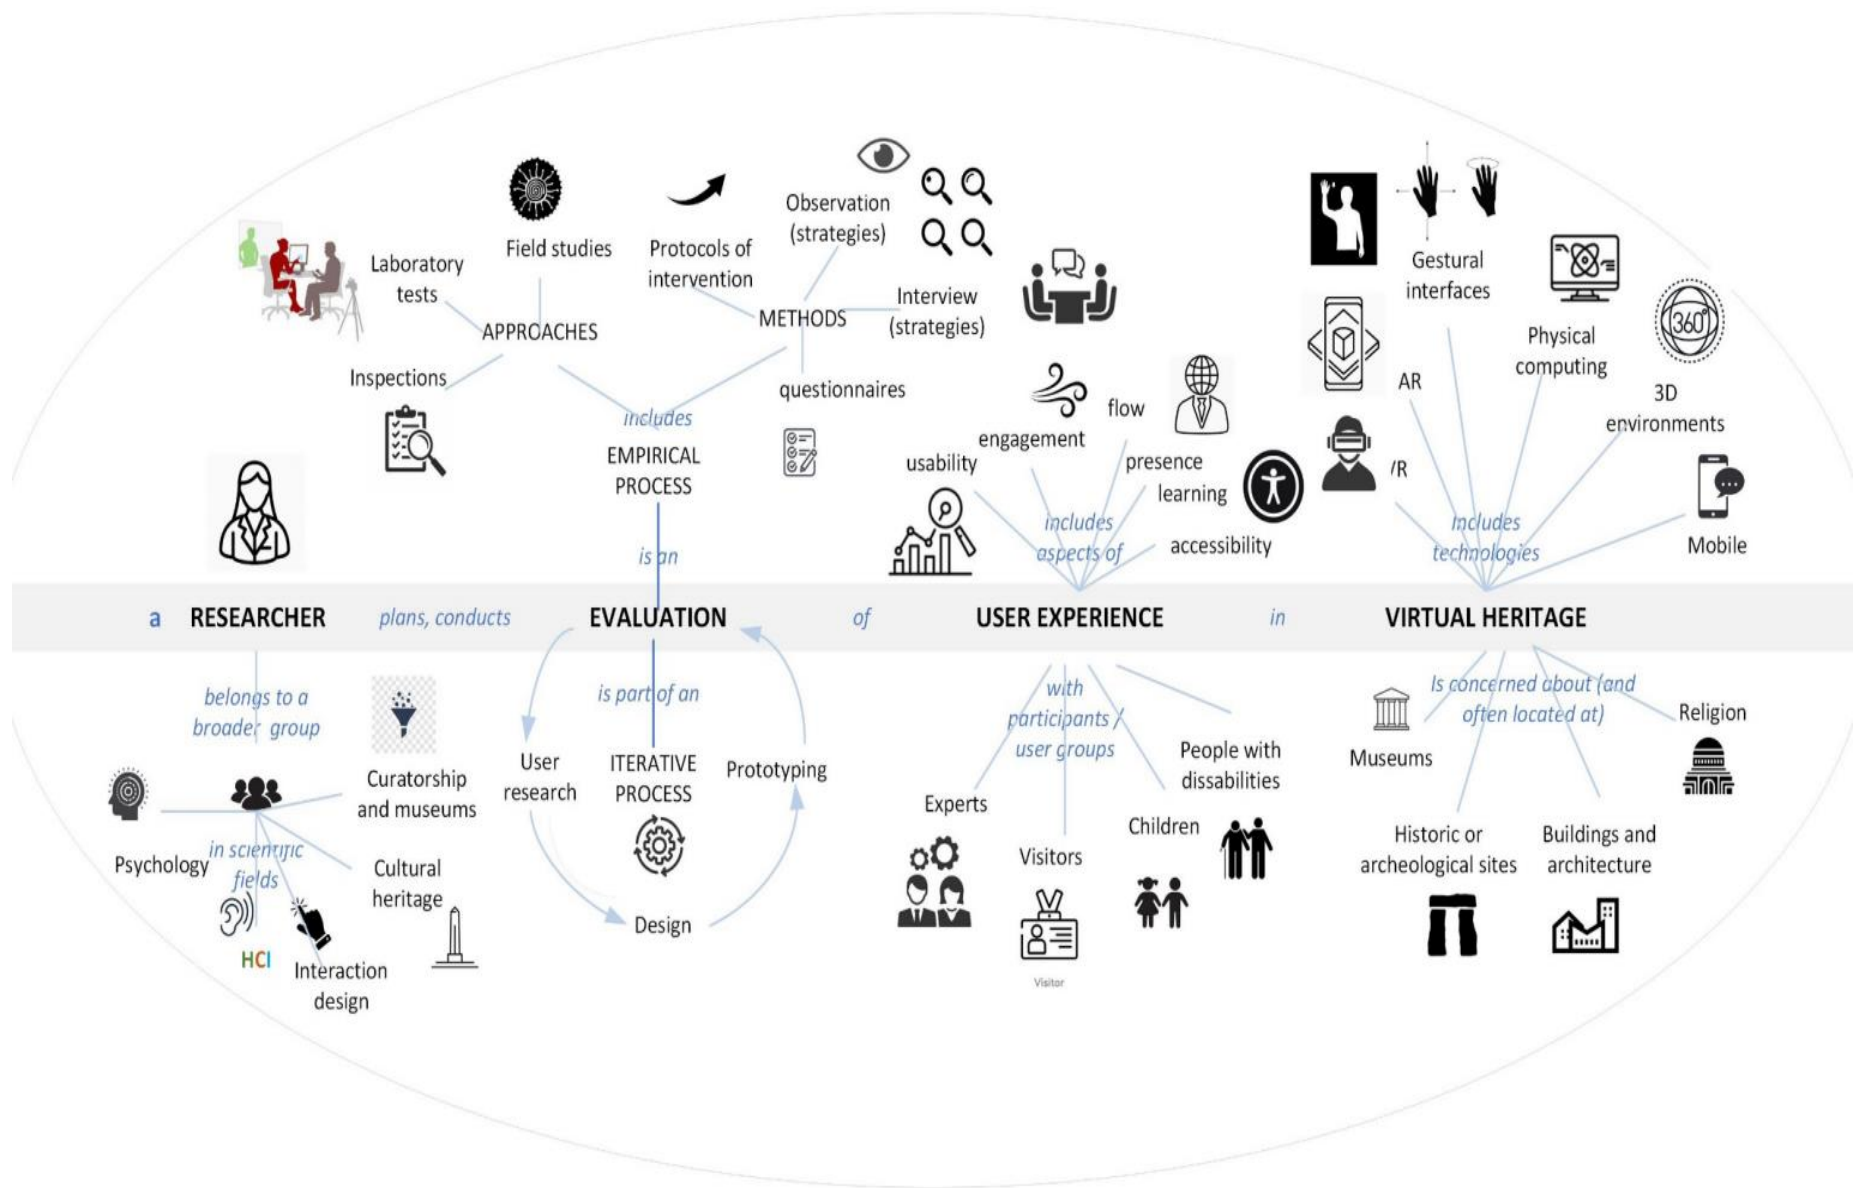 Observation
(strategies)
Field studies
Protocols of
intervention
Laboratory
tests
Gestural
interfaces
Interview
(strategies)
METHODS
APPROACHES
Physical
computing
360°
Inspections
questionnaires
AR
3D
environments
flow
includes
engagement
EMPIRICAL
PROCESS
usability
presence
learning
VR
includes
aspects of
Includes
technologies
accessibility
Mobile
is an
a RESEARCHER plans, conducts EVALUATION of USER EXPERIENCE in VIRTUAL HERITAGE
belongs to a
broader group
is part of an
with
participants /
user groups
Is concerned about (and
often located at)
Religion
Museums
People with
dissabilities
User
research
ITERATIVE
PROCESS
Prototyping
Curatorship
and museums
Experts
Children
Historic or
archeological sites
Buildings and
architecture
Visitors
Psychology
in scientific
fields
Cultural
heritage
Design
HCI
Interaction
design
Visitor